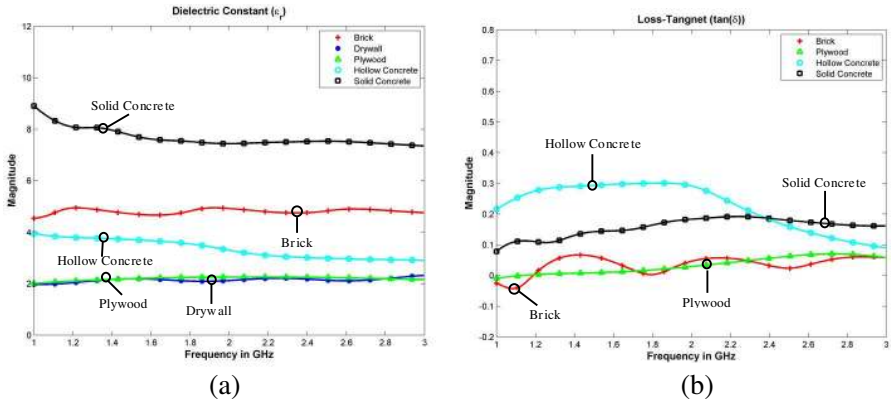 Dielectric Constant (εr)
12
10
8
6
4
2
0
Magnitude
1
1.2
1.4
1.6
1.8
2
2.2
2.4
2.6
2.8
3
Frequency in GHz
Brick
Drywall
Plywood
Hollow Concrete
Solid Concrete
Solid Concrete
Brick
Hollow Concrete
Plywood
Drywall
(a)
Loss-Tangnet (tan(δ))
0.8
0.7
0.6
0.5
0.4
0.3
0.2
0.1
0
-0.1
-0.2
Magnitude
1
1.2
1.4
1.6
1.8
2
2.2
2.4
2.6
2.8
3
Frequency in GHz
Brick
Plywood
Hollow Concrete
Solid Concrete
Hollow Concrete
Solid Concrete
Plywood
Brick
(b)